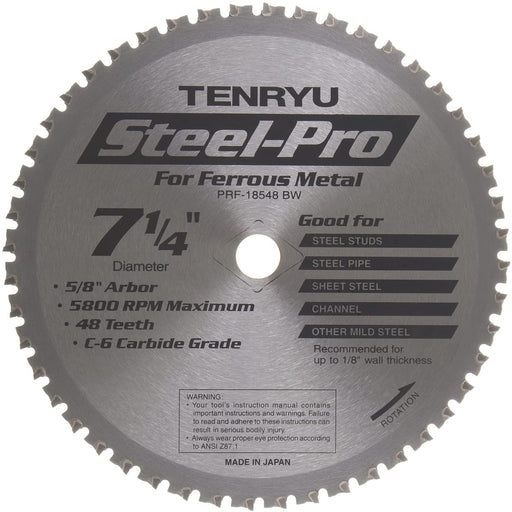 TENRYU
Steel-Pro
For Ferrous Metal
PRF-18548 BW
7 1/4"
Diameter
• 5/8" Arbor
• 5800 RPM Maximum
• 48 Teeth
• C-6 Carbide Grade
Good for
STEEL STUDS
STEEL PIPE
SHEET STEEL
CHANNEL
OTHER MILD STEEL
Recommended for
up to 1/8" wall thickness
ROTATION
WARNING:
• Your tool's instruction manual contains
important instructions and warnings. Failure
to read and adhere to these instructions can
result in serious bodily injury.
• Always wear proper eye protection according
to ANSI Z87.1
MADE IN JAPAN